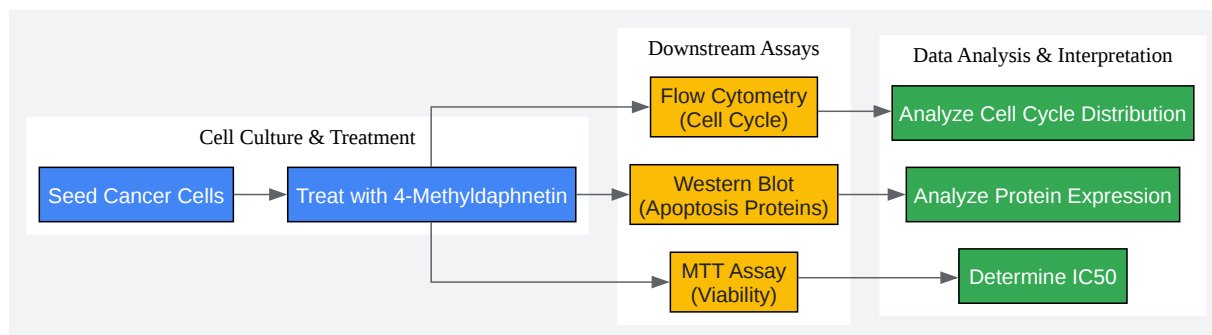 Cell Culture & Treatment
Seed Cancer Cells
Treat with 4-Methyldaphnetin
Downstream Assays
Flow Cytometry
(Cell Cycle)
Western Blot
(Apoptosis Proteins)
MTT Assay
(Viability)
Data Analysis & Interpretation
Analyze Cell Cycle Distribution
Analyze Protein Expression
Determine IC50